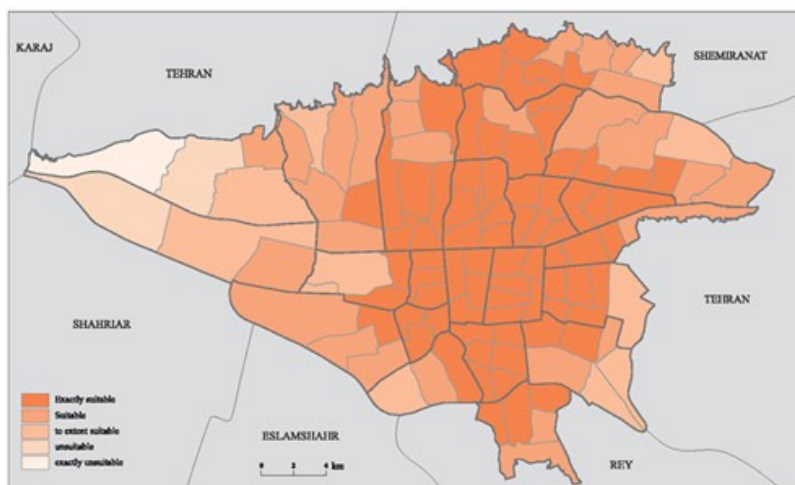 KARAJ
TEHRAN
SHEMIRANAT
TEHRAN
SHAHRIAR
Exactly suitable
Suitable
to extent suitable
unsuitable
exactly unsuitable
ESLAMSHAHR
0 2 4 km
REY